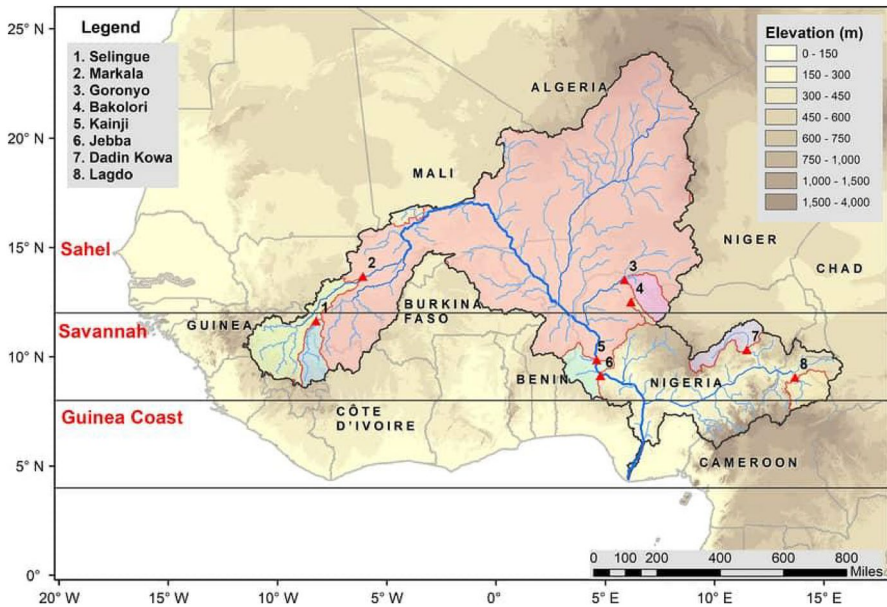 Legend
1. Selingue
2. Markala
3. Goronyo
4. Bakolori
5. Kainji
6. Jebba
7. Dadin Kowa
8. Lagdo
Elevation (m)
0 - 150
150 - 300
300 - 450
450 - 600
600 - 750
750 - 1,000
1,000 - 1,500
1,500 - 4,000
25° N
20° N
15° N
10° N
5° N
0°
ALGERIA
MALI
NIGER
CHAD
Sahel
2
3
4
BURKINA
FASO
1
GUINEA
Savannah
5
6
7
8
BENIN
NIGERIA
Guinea Coast
CÔTE
D'IVOIRE
CAMEROON
0 100 200 400 600 800
Miles
20° W
15° W
10° W
5° W
0°
5° E
10° E
15° E